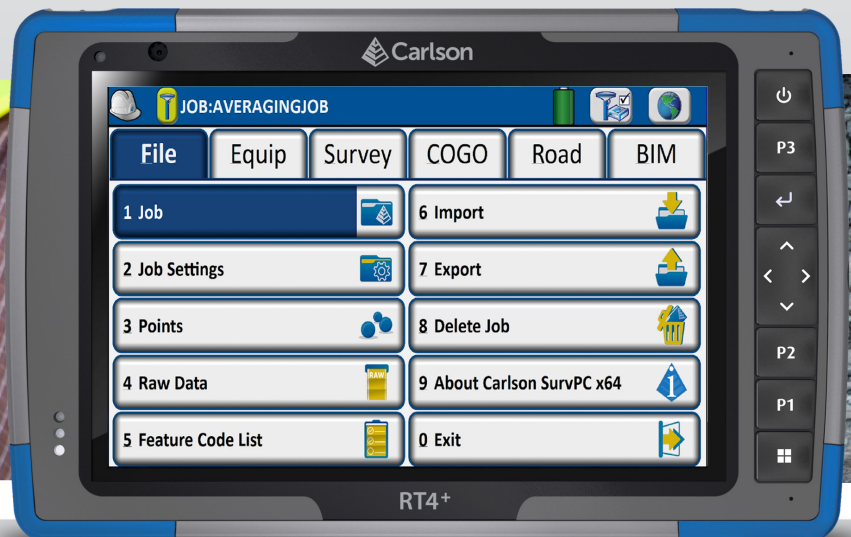 Carlson
JOB:AVERAGINGJOB
File Equip Survey COGO Road BIM
1 Job
6 Import
2 Job Settings
7 Export
3 Points
8 Delete Job
4 Raw Data
RAW
9 About Carlson SurvPC x64
5 Feature Code List
0 Exit
P3
P2
P1
RT4+